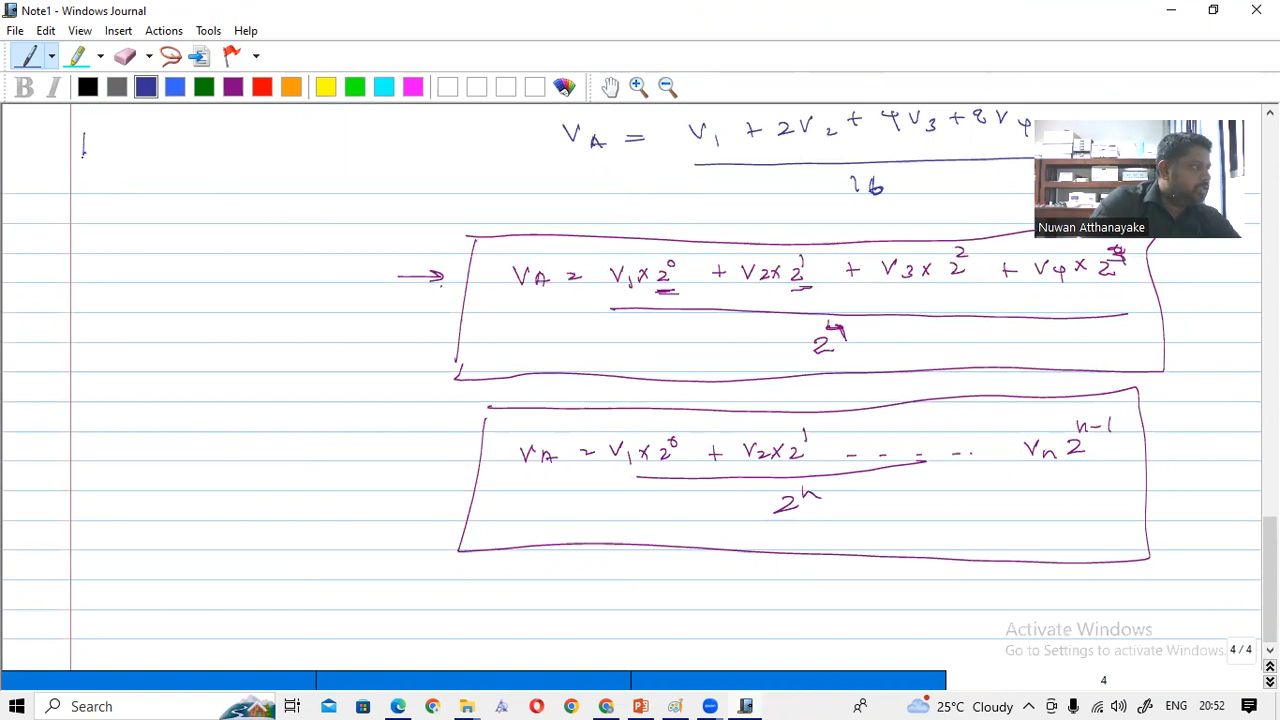 Note1 - Windows Journal
File Edit View Insert Actions Tools Help
B I
VA = V1 + 2V2 + 4V3 + 8V4
16
Nuwan Atthanayake
→ VA = V1 × 2^0 + V2 × 2^1 + V3 × 2^2 + V4 × 2
2^4
VA = V1 × 2^0 + V2 × 2^1 - - - - .. Vn 2^n-1
2^n
Activate Windows
Go to Settings to activate Windows.
4/4
4
Search
25°C Cloudy
ENG
20:52